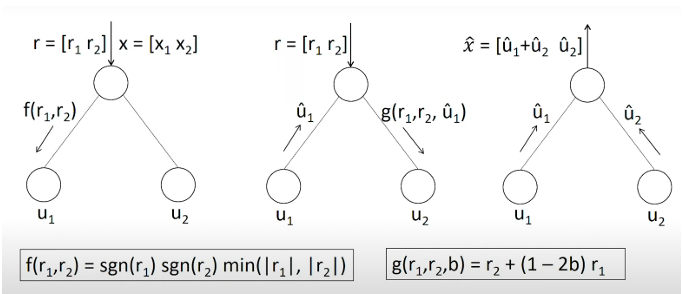 r = [r₁ r₂] x = [x₁ x₂]
f(r₁,r₂)
u₁ u₂
r = [r₁ r₂]
û₁ g(r₁,r₂, û₁)
u₁ u₂
x̂ = [û₁+û₂ û₂]
û₁ û₂
u₁ u₂
f(r₁,r₂) = sgn(r₁) sgn(r₂) min(|r₁|, |r₂|)
g(r₁,r₂,b) = r₂ + (1 – 2b) r₁